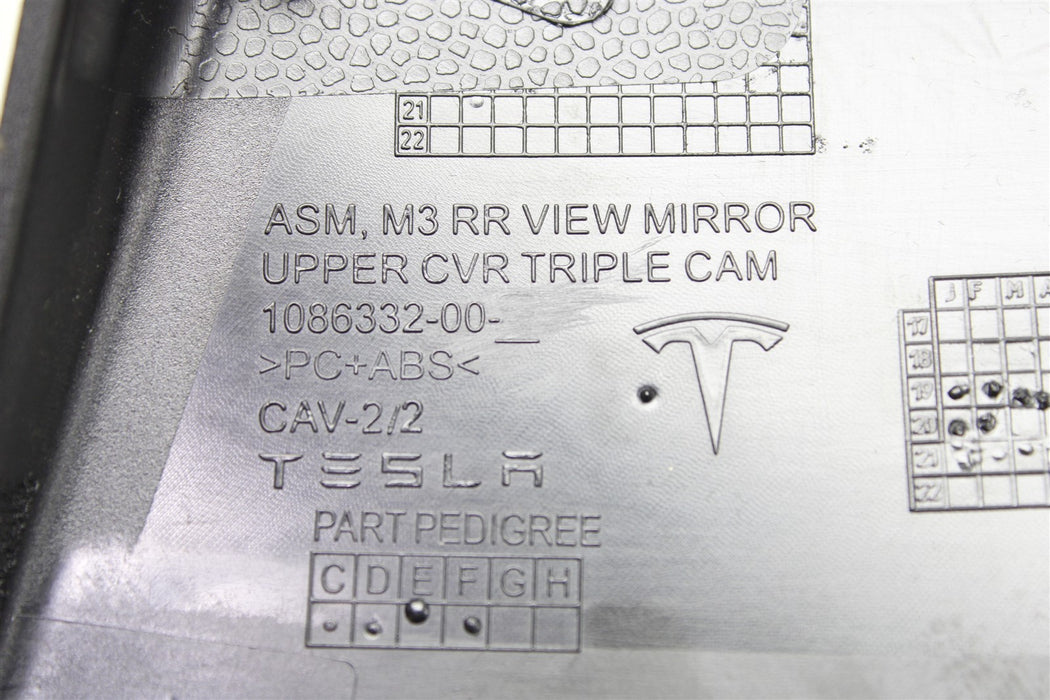 21
22
ASM, M3 RR VIEW MIRROR
UPPER CVR TRIPLE CAM
1086332-00-_
>PC+ABS<
CAV-2/2
TESLA
PART PEDIGREE
C D E F G H
J F M A
17
18
19
20
21
22